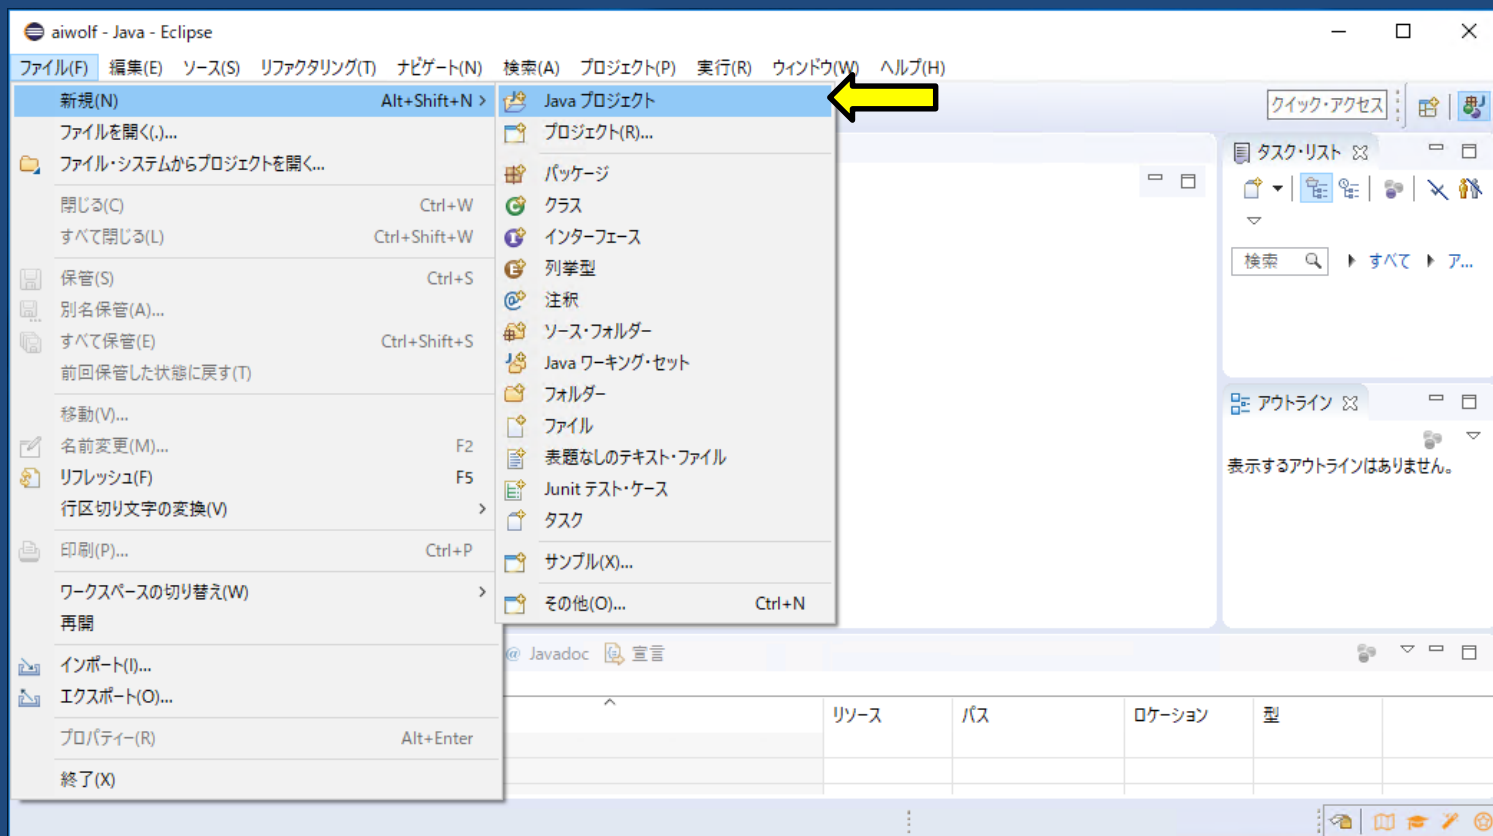 aiwolf - Java - Eclipse
ファイル(F) 編集(E) ソース(S) リファクタリング(T) ナビゲート(N) 検索(A) プロジェクト(P) 実行(R) ウィンドウ(W) ヘルプ(H)
新規(N) Alt+Shift+N >
ファイルを開く(.)...
ファイル・システムからプロジェクトを開く...
閉じる(C) Ctrl+W
すべて閉じる(L) Ctrl+Shift+W
保管(S) Ctrl+S
別名保管(A)...
すべて保管(E) Ctrl+Shift+S
前回保管した状態に戻す(T)
移動(V)...
名前変更(M)... F2
リフレッシュ(F) F5
行区切り文字の変換(V) >
印刷(P)... Ctrl+P
ワークスペースの切り替え(W) >
再開
インポート(I)...
エクスポート(O)...
プロパティー(R) Alt+Enter
終了(X)
Java プロジェクト
プロジェクト(R)...
パッケージ
クラス
インターフェース
列挙型
注釈
ソース・フォルダー
Java ワーキング・セット
フォルダー
ファイル
表題なしのテキスト・ファイル
Junit テスト・ケース
タスク
サンプル(X)...
その他(O)... Ctrl+N
クイック・アクセス
タスク・リスト
検索 すべて ア...
アウトライン
表示するアウトラインはありません。
@ Javadoc 宣言
リソース パス ロケーション 型